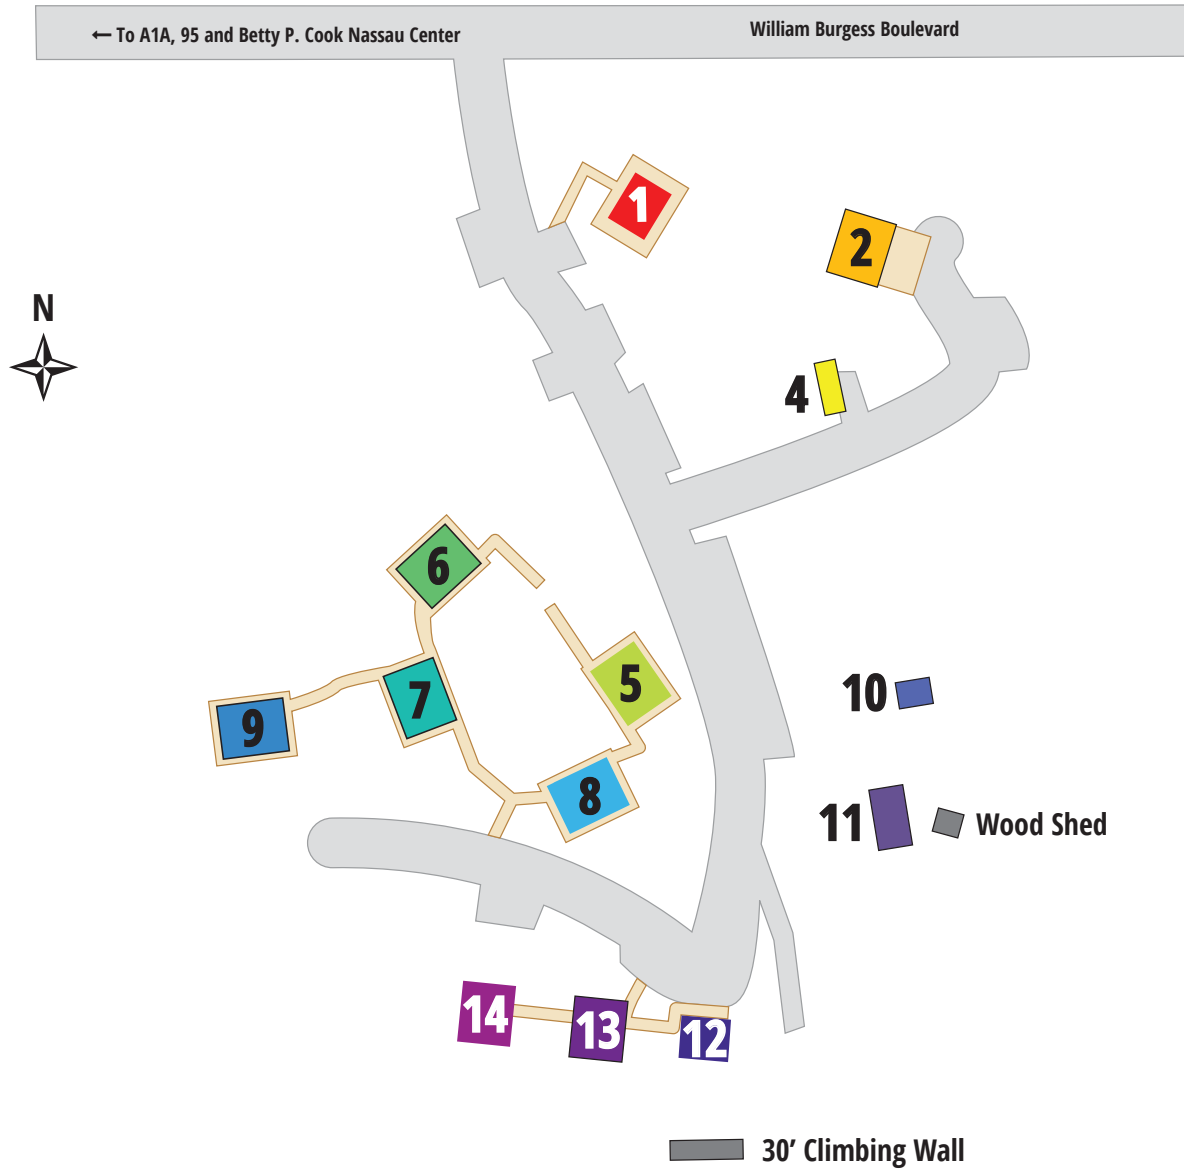 ← To A1A, 95 and Betty P. Cook Nassau Center
William Burgess Boulevard
1
2
N
4
6
5
7
10
9
8
11
Wood Shed
14
13
12
30’ Climbing Wall